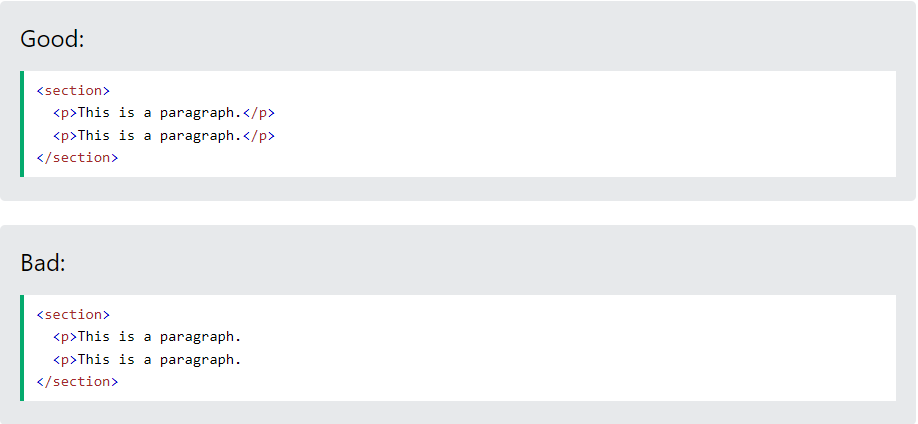 Good:
<section>
  <p>This is a paragraph.</p>
  <p>This is a paragraph.</p>
</section>
Bad:
<section>
  <p>This is a paragraph.
  <p>This is a paragraph.
</section>